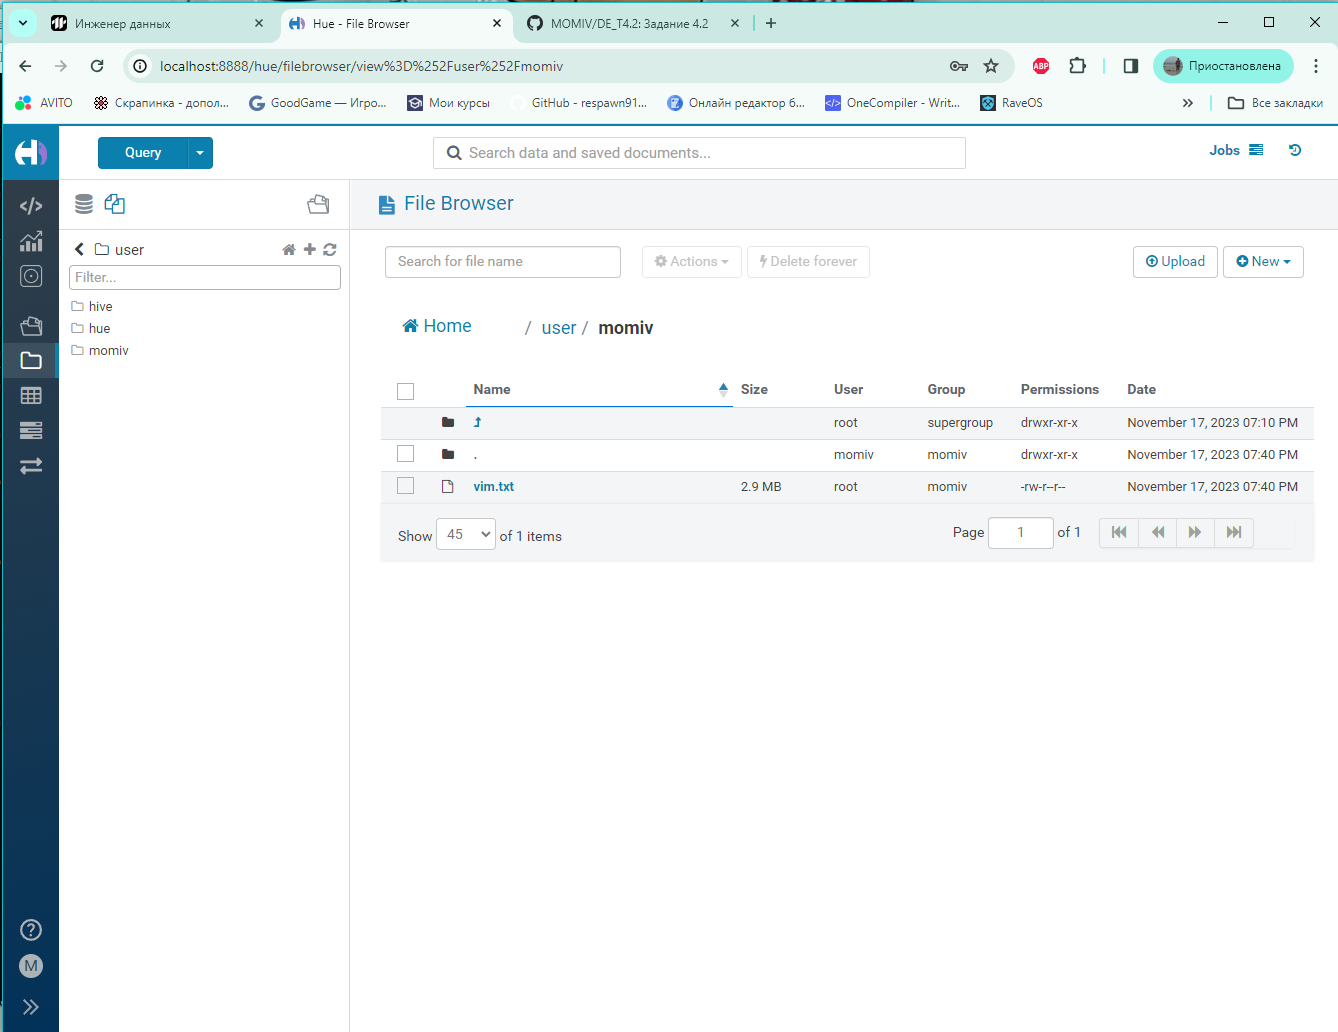 Инженер данных
Hue - File Browser
MOMIV/DE_T4.2: Задание 4.2
localhost:8888/hue/filebrowser/view%3D%252Fuser%252Fmomiv
ABP
Приостановлена
AVITO
Скрапинка - допол...
GoodGame — Игро...
Мои курсы
GitHub - respawn91...
Онлайн редактор б...
OneCompiler - Writ...
RaveOS
Все закладки
Query
Search data and saved documents...
Jobs
File Browser
user
Filter...
hive
hue
momiv
Search for file name
Actions
Delete forever
Upload
New
Home / user / momiv
Name Size User Group Permissions Date
root supergroup drwxr-xr-x November 17, 2023 07:10 PM
. momiv momiv drwxr-xr-x November 17, 2023 07:40 PM
vim.txt 2.9 MB root momiv -rw-r--r-- November 17, 2023 07:40 PM
Show 45 of 1 items
Page 1 of 1
M